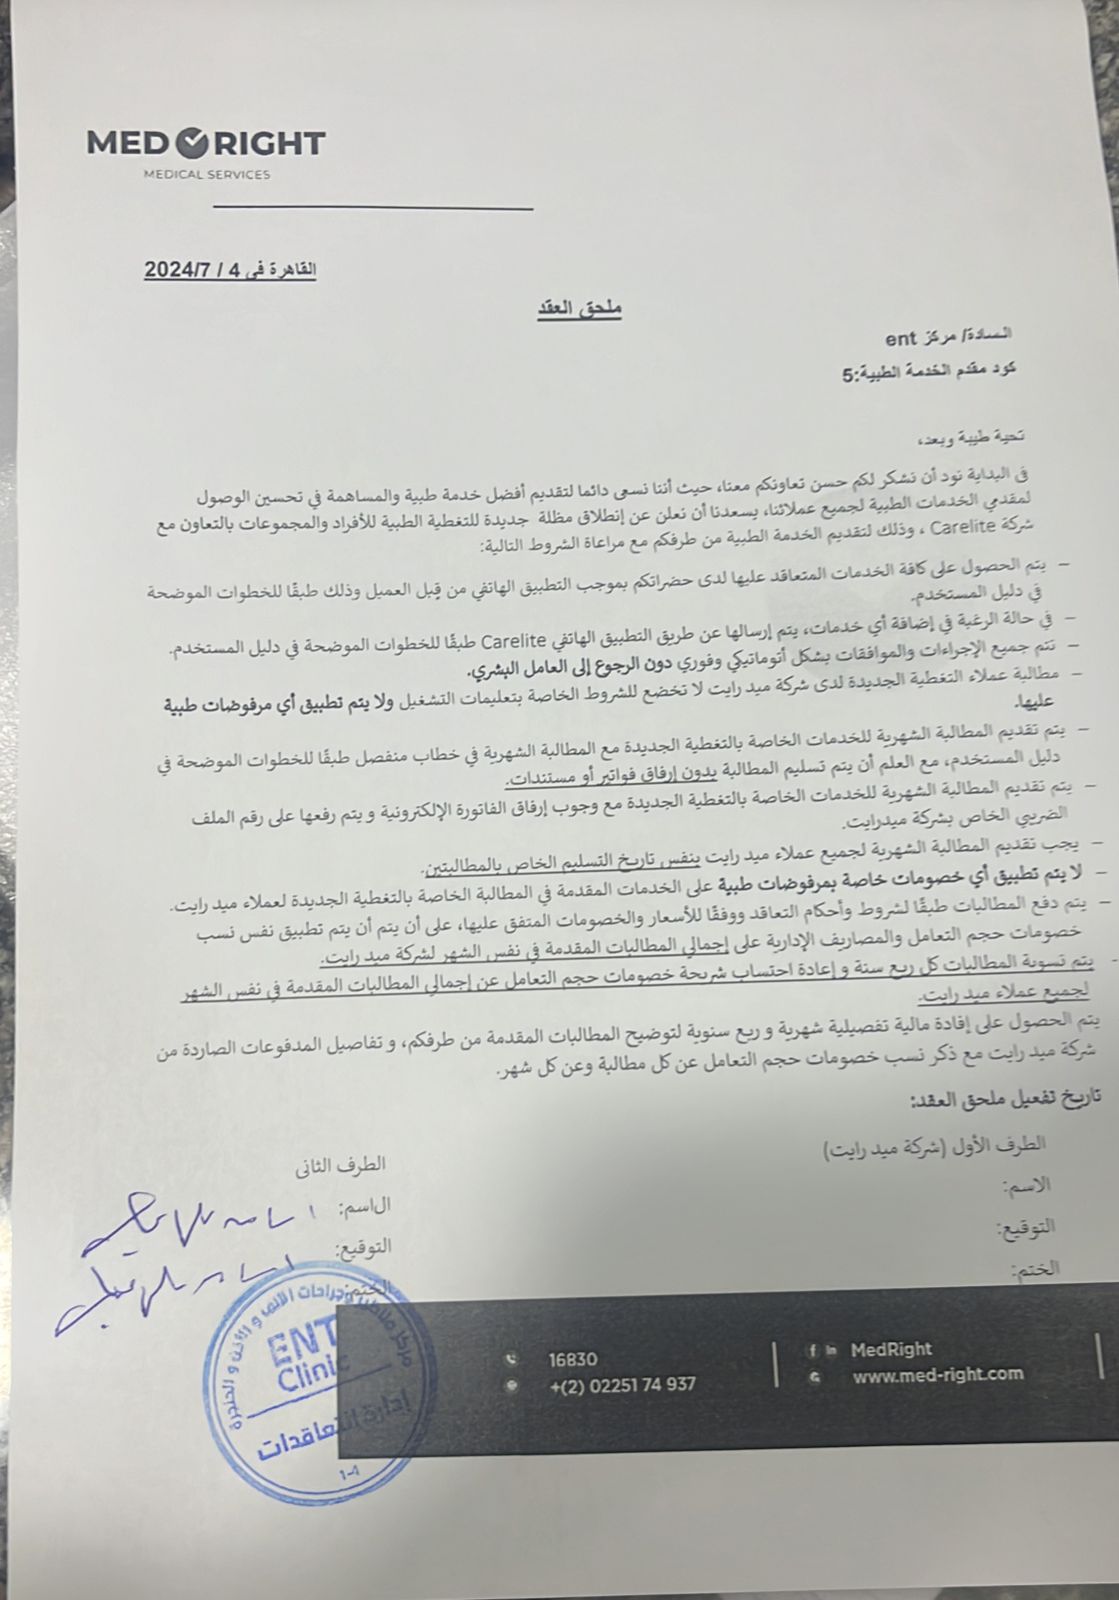 MED RIGHT
MEDICAL SERVICES
القاهرة فى 4 / 2024/7
ملحق العقد
السادة/ مركز ent
كود مقدم الخدمة الطبية:5
تحية طيبة وبعد،
فى البداية نود أن نشكر لكم حسن تعاونكم معنا، حيث أننا نسعى دائما لتقديم أفضل خدمة طبية والمساهمة في تحسين الوصول
لمقدمي الخدمات الطبية لجميع عملائنا، يسعدنا أن نعلن عن إنطلاق مظلة جديدة للتغطية الطبية للأفراد والمجموعات بالتعاون مع
شركة Carelite ، وذلك لتقديم الخدمة الطبية من طرفكم مع مراعاة الشروط التالية:
– يتم الحصول على كافة الخدمات المتعاقد عليها لدى حضراتكم بموجب التطبيق الهاتفي من قِبل العميل وذلك طبقًا للخطوات الموضحة
في دليل المستخدم.
– في حالة الرغبة في إضافة أي خدمات، يتم إرسالها عن طريق التطبيق الهاتفي Carelite طبقًا للخطوات الموضحة في دليل المستخدم.
– تتم جميع الإجراءات والموافقات بشكل أتوماتيكي وفوري دون الرجوع إلى العامل البشري.
– مطالبة عملاء التغطية الجديدة لدى شركة ميد رايت لا تخضع للشروط الخاصة بتعليمات التشغيل ولا يتم تطبيق أي مرفوضات طبية
عليها.
– يتم تقديم المطالبة الشهرية للخدمات الخاصة بالتغطية الجديدة مع المطالبة الشهرية في خطاب منفصل طبقًا للخطوات الموضحة في
دليل المستخدم، مع العلم أن يتم تسليم المطالبة بدون إرفاق فواتير أو مستندات.
– يتم تقديم المطالبة الشهرية للخدمات الخاصة بالتغطية الجديدة مع وجوب إرفاق الفاتورة الإلكترونية و يتم رفعها على رقم الملف
الضريبي الخاص بشركة ميدرايت.
– يجب تقديم المطالبة الشهرية لجميع عملاء ميد رايت بنفس تاريخ التسليم الخاص بالمطالبتين.
– لا يتم تطبيق أي خصومات خاصة بمرفوضات طبية على الخدمات المقدمة في المطالبة الخاصة بالتغطية الجديدة لعملاء ميد رايت.
– يتم دفع المطالبات طبقًا لشروط وأحكام التعاقد ووفقًا للأسعار والخصومات المتفق عليها، على أن يتم أن يتم تطبيق نفس نسب
خصومات حجم التعامل والمصاريف الإدارية على إجمالي المطالبات المقدمة في نفس الشهر لشركة ميد رايت.
- يتم تسوية المطالبات كل ربع سنة و إعادة احتساب شريحة خصومات حجم التعامل عن إجمالي المطالبات المقدمة في نفس الشهر
لجميع عملاء ميد رايت.
يتم الحصول على إفادة مالية تفصيلية شهرية و ربع سنوية لتوضيح المطالبات المقدمة من طرفكم، و تفاصيل المدفوعات الصاردة من
شركة ميد رايت مع ذكر نسب خصومات حجم التعامل عن كل مطالبة وعن كل شهر.
تاريخ تفعيل ملحق العقد:
الطرف الأول (شركة ميد رايت)
الاسم:
التوقيع:
الختم:
الطرف الثانى
الاسم:
التوقيع:
الختم:
مركز مناظير وجراحات الأنف و الأذن و الحنجرة
ENT
Clinic
إدارة التعاقدات
16830
+(2) 02251 74 937
MedRight
www.med-right.com